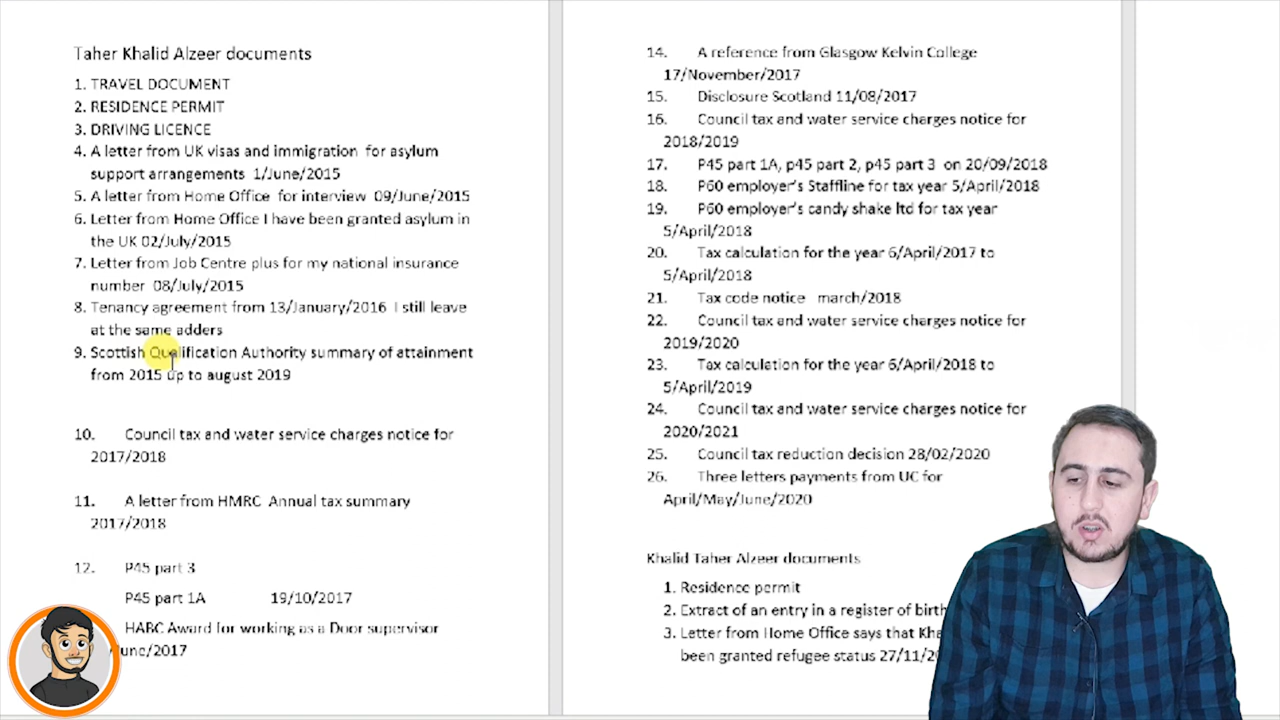 Taher Khalid Alzeer documents
1. TRAVEL DOCUMENT
2. RESIDENCE PERMIT
3. DRIVING LICENCE
4. A letter from UK visas and immigration for asylum
support arrangements 1/June/2015
5. A letter from Home Office for interview 09/June/2015
6. Letter from Home Office I have been granted asylum in
the UK 02/July/2015
7. Letter from Job Centre plus for my national insurance
number 08/July/2015
8. Tenancy agreement from 13/January/2016 I still leave
at the same adders
9. Scottish Qualification Authority summary of attainment
from 2015 up to august 2019
10. Council tax and water service charges notice for
2017/2018
11. A letter from HMRC Annual tax summary
2017/2018
12. P45 part 3
P45 part 1A 19/10/2017
HABC Award for working as a Door supervisor
/June/2017
14. A reference from Glasgow Kelvin College
17/November/2017
15. Disclosure Scotland 11/08/2017
16. Council tax and water service charges notice for
2018/2019
17. P45 part 1A, p45 part 2, p45 part 3 on 20/09/2018
18. P60 employer's Staffline for tax year 5/April/2018
19. P60 employer's candy shake ltd for tax year
5/April/2018
20. Tax calculation for the year 6/April/2017 to
5/April/2018
21. Tax code notice march/2018
22. Council tax and water service charges notice for
2019/2020
23. Tax calculation for the year 6/April/2018 to
5/April/2019
24. Council tax and water service charges notice for
2020/2021
25. Council tax reduction decision 28/02/2020
26. Three letters payments from UC for
April/May/June/2020
Khalid Taher Alzeer documents
1. Residence permit
2. Extract of an entry in a register of birth
3. Letter from Home Office says that Kha
been granted refugee status 27/11/20